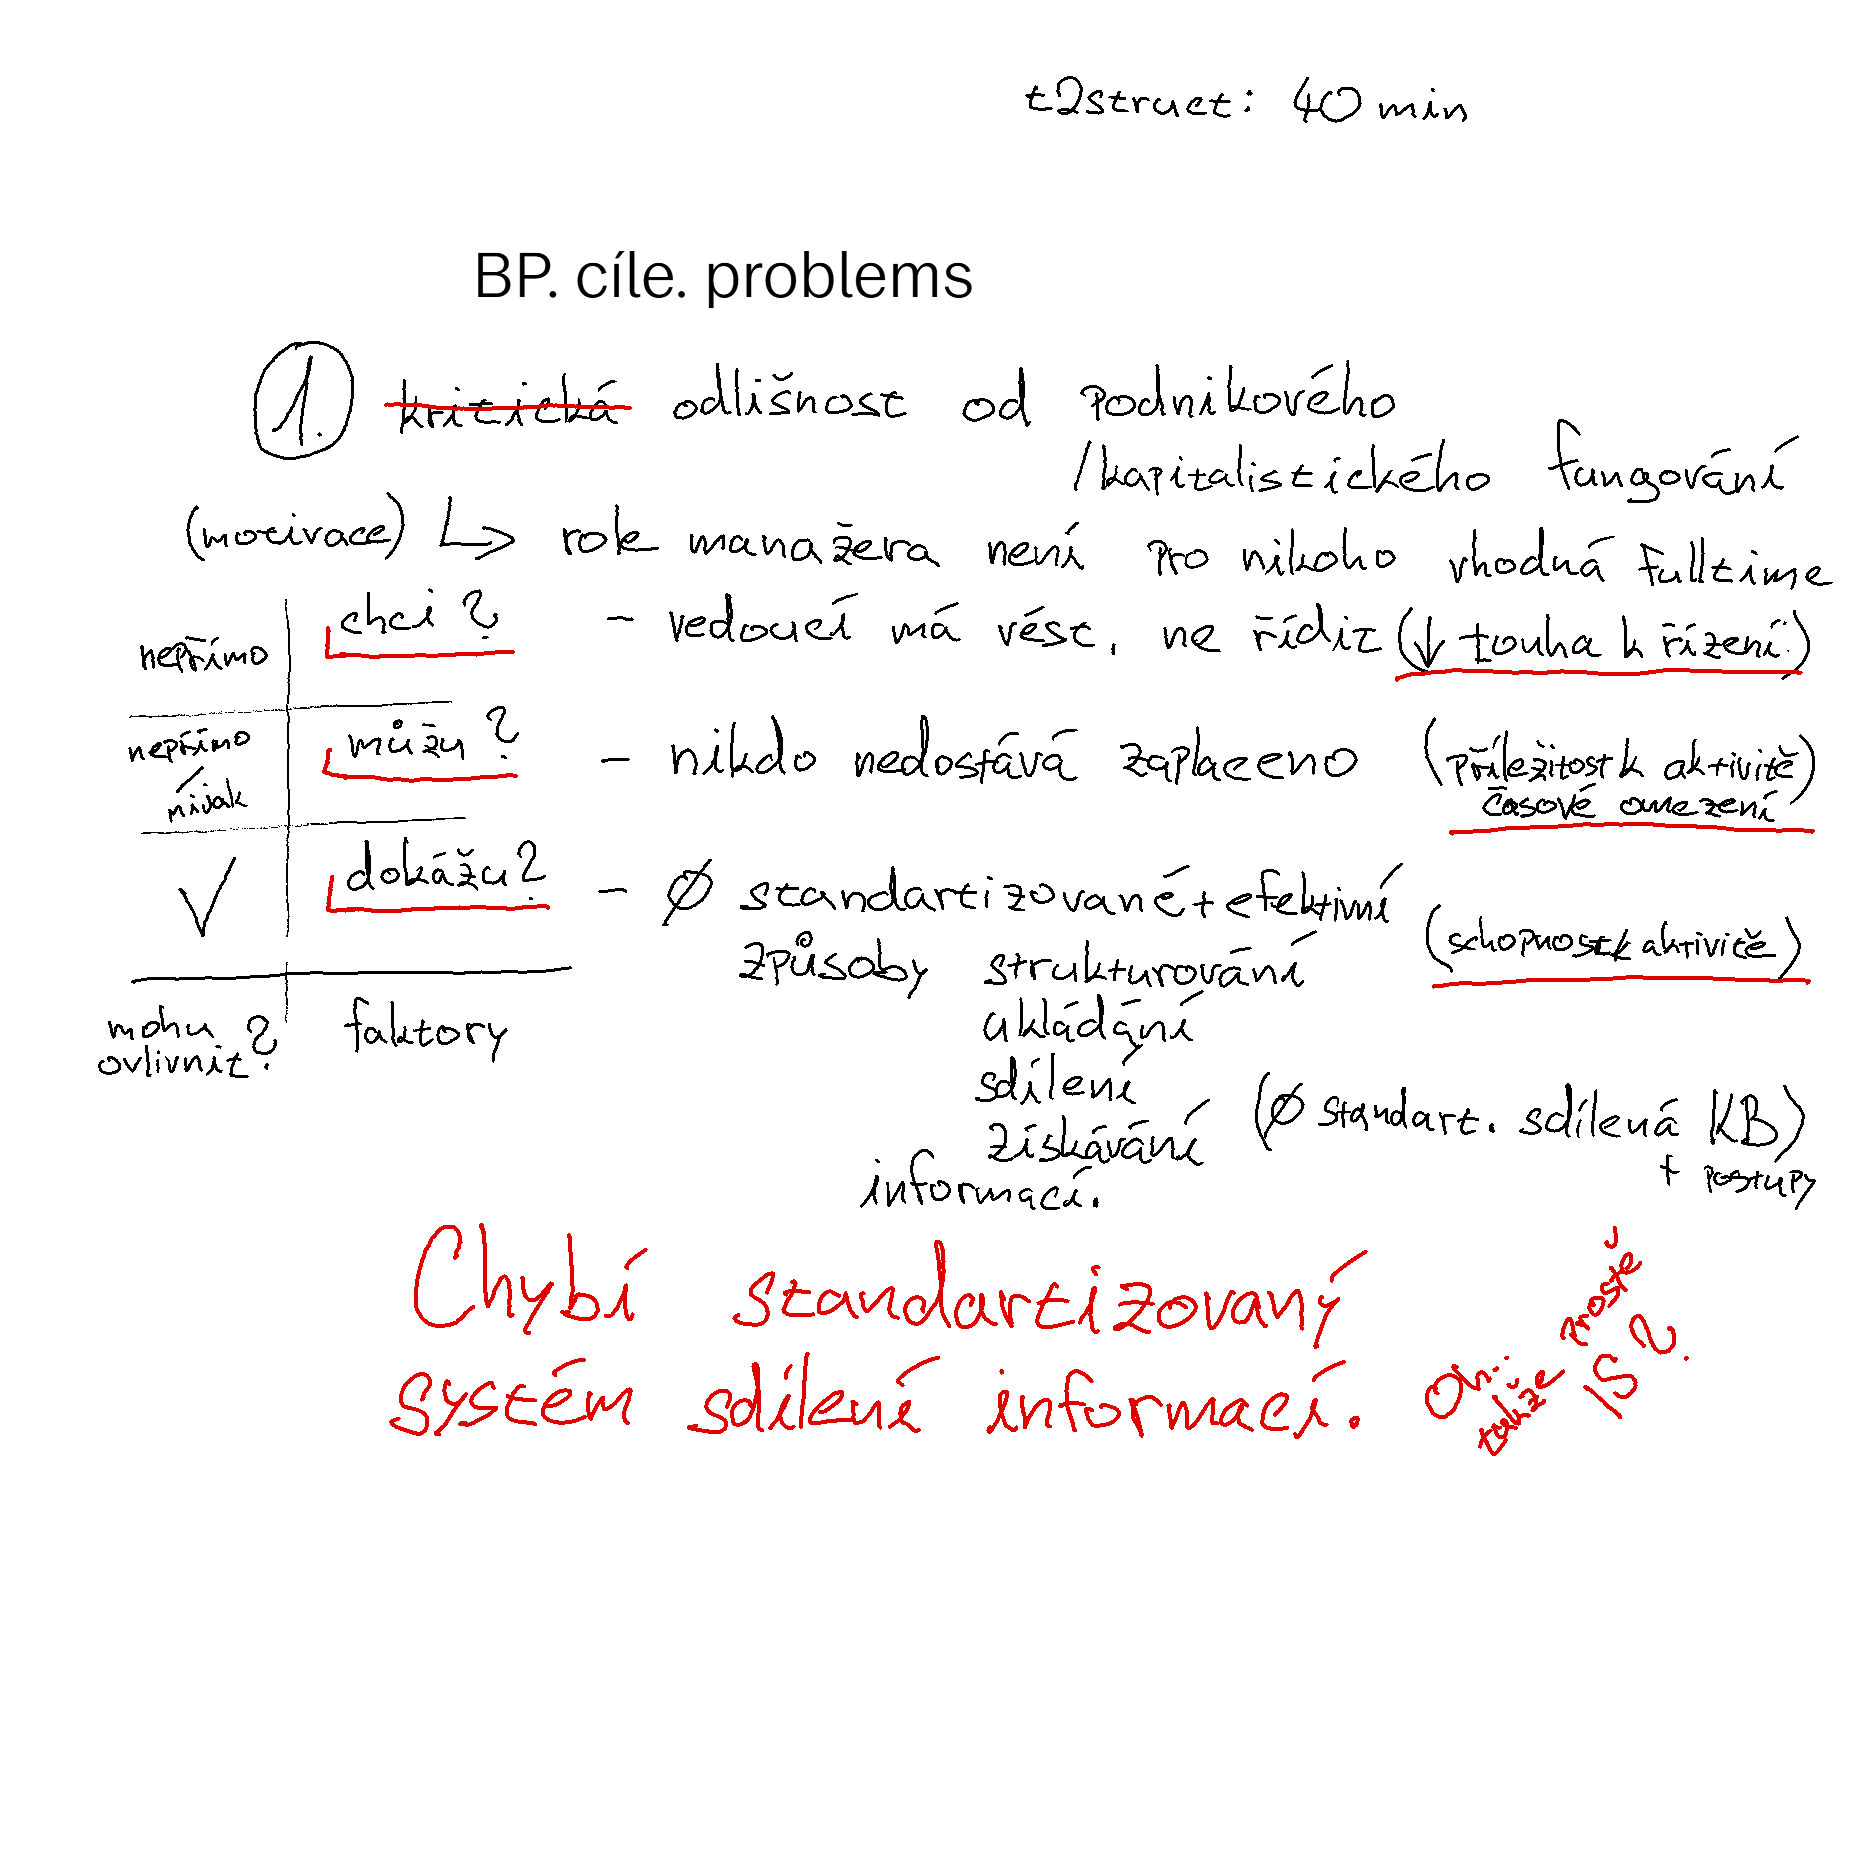 t2struct: 40 min
BP. cíle. problems
1. kritická odlišnost od podnikového
/kapitalistického fungování
(motivace) ↳ role manažera není pro nikoho vhodná fulltime
nepřímo chci? - vedoucí má vést, ne řídit (↓ touha k řízení)
nepřímo
/
nijak můžu? - nikdo nedostává zaplaceno (příležitost k aktivitě)
časové omezení
✓ dokážu? - Ø standartizované + efektivní
způsoby strukturování (schopnost k aktivitě)
ukládání
mohu
ovlivnit? faktory
sdílení
získávání (Ø standart. sdílená KB)
+ postupy
informací.
Chybí standartizovaný
systém sdílení informací.
Oh..
takže prostě
IS?